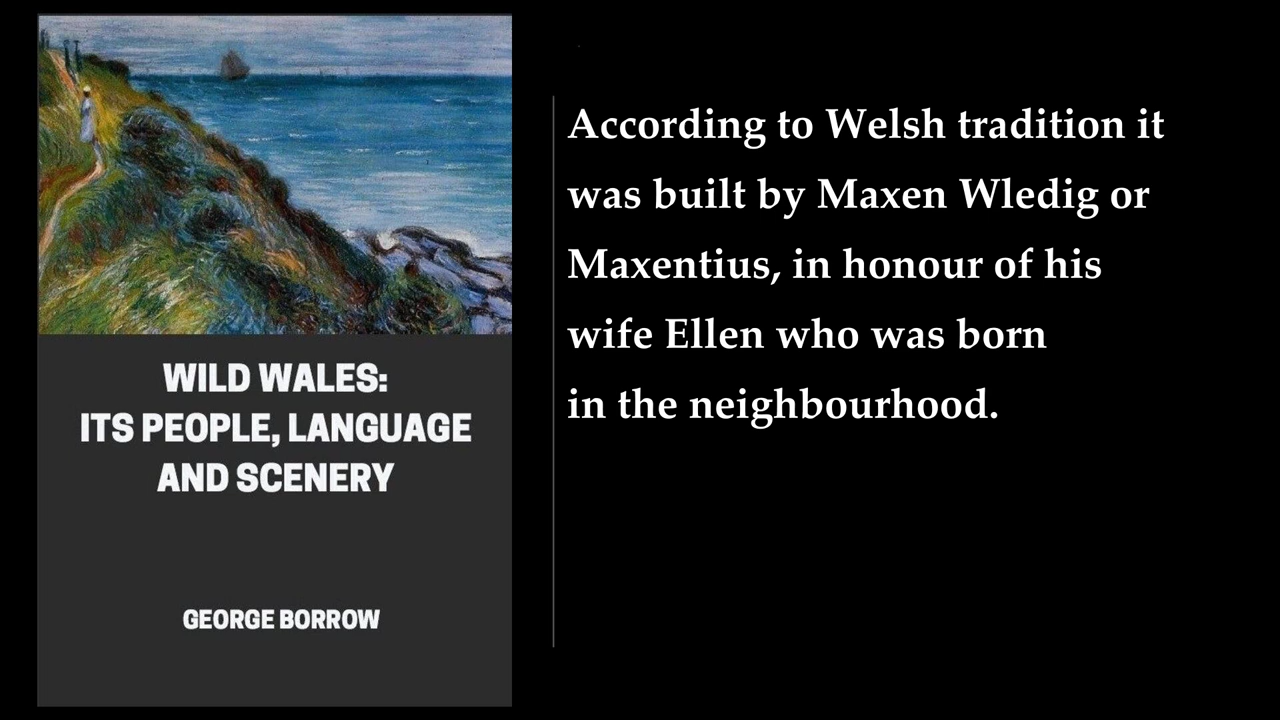 WILD WALES:
ITS PEOPLE, LANGUAGE
AND SCENERY
GEORGE BORROW
According to Welsh tradition it
was built by Maxen Wledig or
Maxentius, in honour of his
wife Ellen who was born
in the neighbourhood.